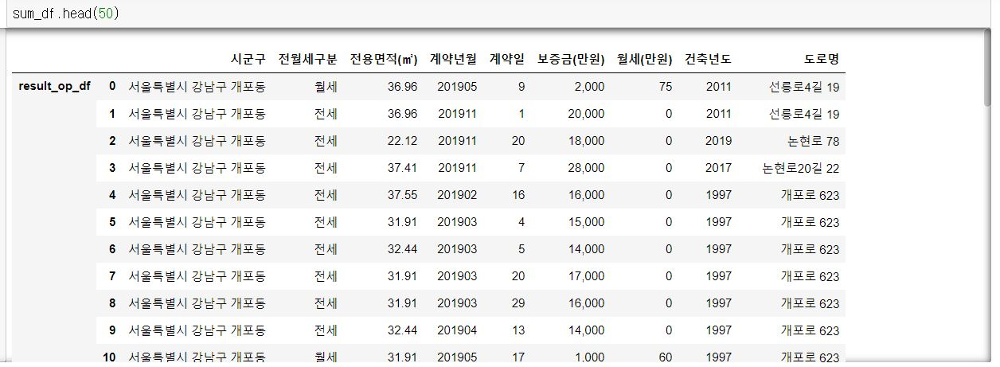 sum_df.head(50)
시군구 전월세구분 전용면적(㎡) 계약년월 계약일 보증금(만원) 월세(만원) 건축년도 도로명
result_op_df 0 서울특별시 강남구 개포동 월세 36.96 201905 9 2,000 75 2011 선릉로4길 19
1 서울특별시 강남구 개포동 전세 36.96 201911 1 20,000 0 2011 선릉로4길 19
2 서울특별시 강남구 개포동 전세 22.12 201911 20 18,000 0 2019 논현로 78
3 서울특별시 강남구 개포동 전세 37.41 201911 7 28,000 0 2017 논현로20길 22
4 서울특별시 강남구 개포동 전세 37.55 201902 16 16,000 0 1997 개포로 623
5 서울특별시 강남구 개포동 전세 31.91 201903 4 15,000 0 1997 개포로 623
6 서울특별시 강남구 개포동 전세 32.44 201903 5 14,000 0 1997 개포로 623
7 서울특별시 강남구 개포동 전세 31.91 201903 20 17,000 0 1997 개포로 623
8 서울특별시 강남구 개포동 전세 31.91 201903 29 16,000 0 1997 개포로 623
9 서울특별시 강남구 개포동 전세 32.44 201904 13 14,000 0 1997 개포로 623
10 서울특별시 강남구 개포동 월세 31.91 201905 17 1,000 60 1997 개포로 623